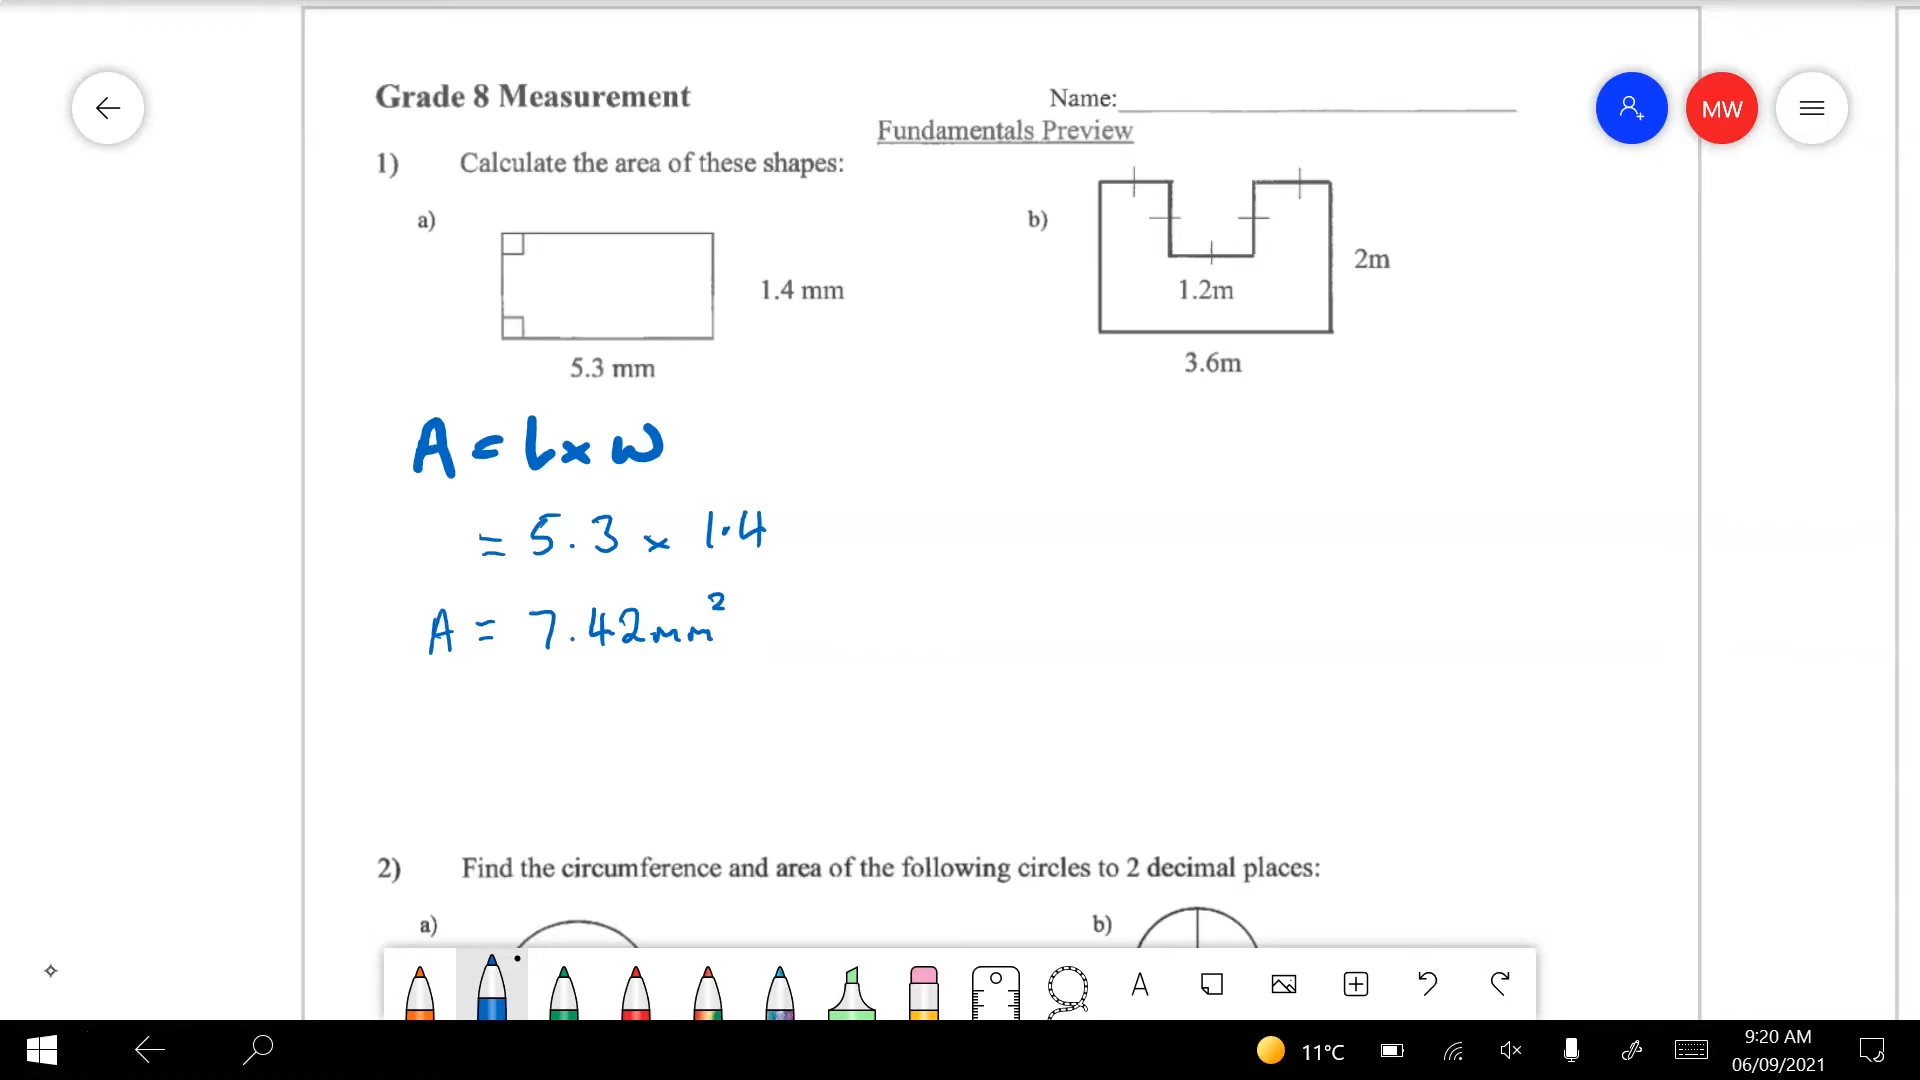 Grade 8 Measurement
Name:
Fundamentals Preview
1) Calculate the area of these shapes:
a)
1.4 mm
5.3 mm
b)
2m
1.2m
3.6m
A = L x w
= 5.3 x 1.4
A = 7.42mm²
2) Find the circumference and area of the following circles to 2 decimal places:
a)
b)
MW
A
11°C
9:20 AM
06/09/2021